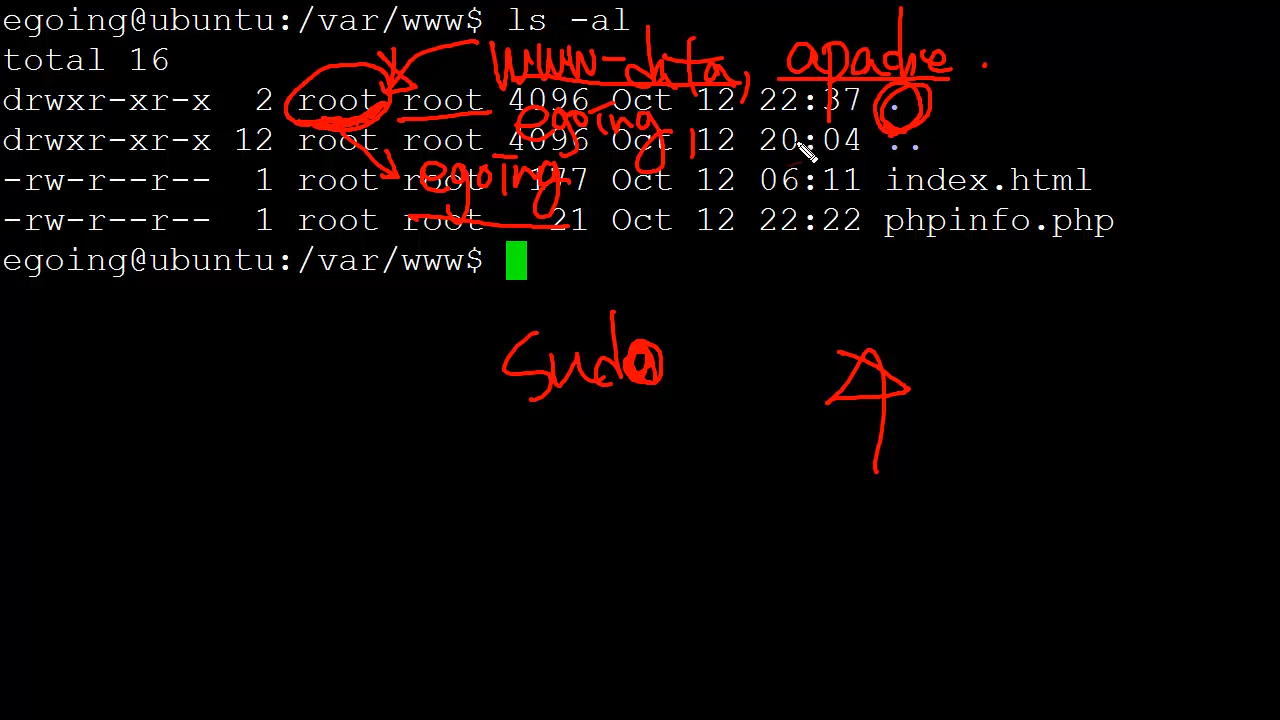 egoing@ubuntu:/var/www$ ls -al
total 16
www-data, apache.
drwxr-xr-x 2 root root 4096 Oct 12 22:37 .
egoing,
drwxr-xr-x 12 root root 4096 Oct 12 20:04 ..
egoing
-rw-r--r-- 1 root root 177 Oct 12 06:11 index.html
-rw-r--r-- 1 root root 21 Oct 12 22:22 phpinfo.php
egoing@ubuntu:/var/www$
sudo